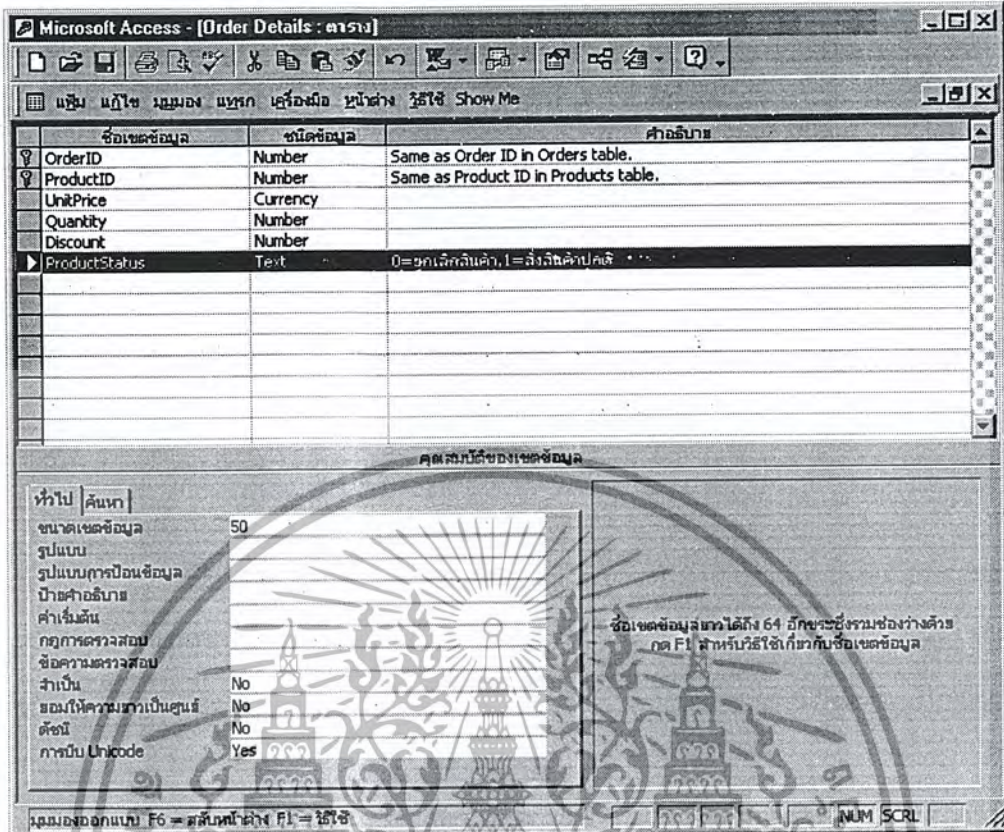 Microsoft Access - [Order Details : ตาราง]
แฟ้ม แก้ไข มุมมอง แทรก เครื่องมือ หน้าต่าง วิธีใช้ Show Me
ชื่อเขตข้อมูล ชนิดข้อมูล คำอธิบาย
OrderID Number Same as Order ID in Orders table.
ProductID Number Same as Product ID in Products table.
UnitPrice Currency
Quantity Number
Discount Number
ProductStatus Text 0=ยกเลิกสินค้า,1=สั่งสินค้าปกติ
คุณสมบัติของเขตข้อมูล
ทั่วไป ค้นหา
ขนาดเขตข้อมูล 50
รูปแบบ
รูปแบบการป้อนข้อมูล
ป้ายคำอธิบาย
ค่าเริ่มต้น
กฎการตรวจสอบ
ข้อความตรวจสอบ
จำเป็น No
ยอมให้ความยาวเป็นศูนย์ No
ดัชนี No
การบีบ Unicode Yes
ชื่อเขตข้อมูลยาวได้ถึง 64 อักขระซึ่งรวมช่องว่างด้วย
กด F1 สำหรับวิธีใช้เกี่ยวกับชื่อเขตข้อมูล
มุมมองออกแบบ F6 = สลับหน้าต่าง F1 = วิธีใช้ NUM SCRL